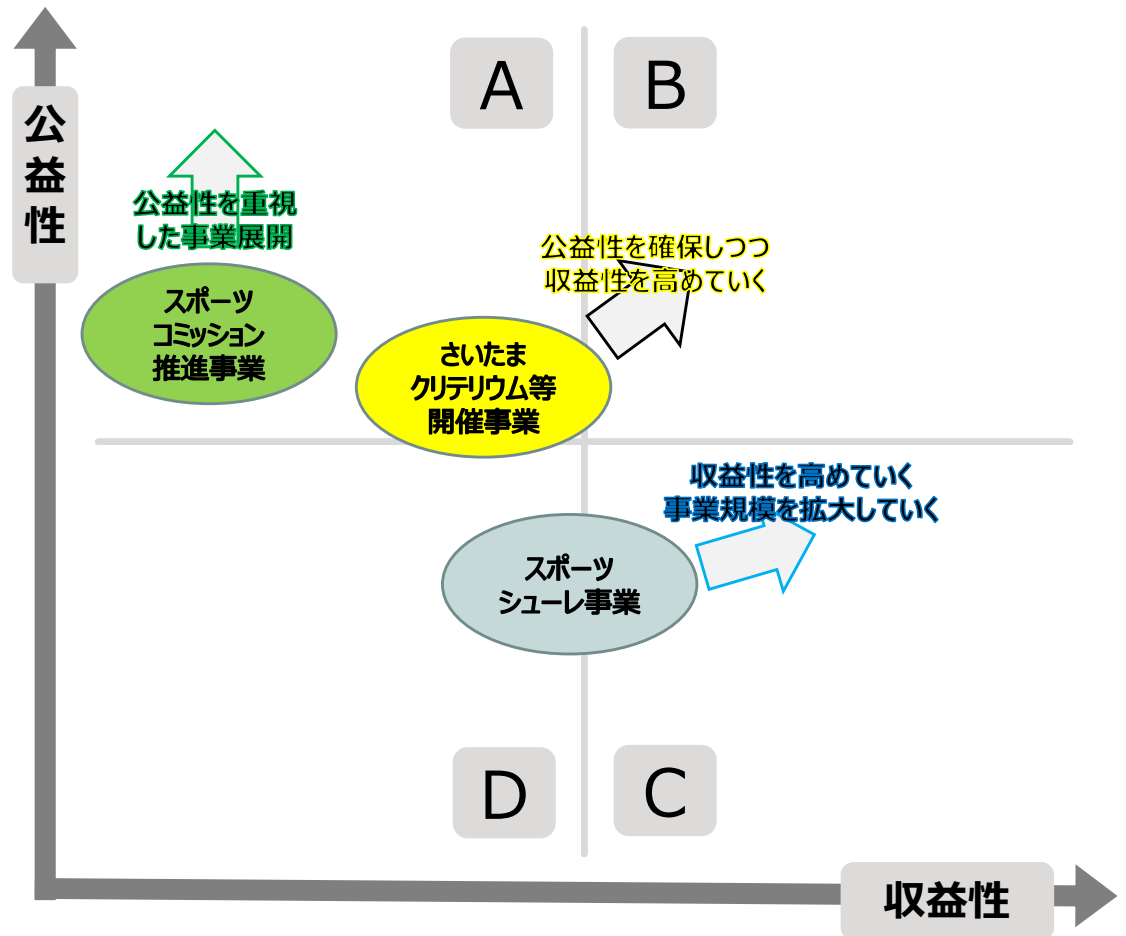 公益性
A
B
公益性を重視
した事業展開
公益性を確保しつつ
収益性を高めていく
スポーツ
コミッション
推進事業
さいたま
クリテリウム等
開催事業
収益性を高めていく
事業規模を拡大していく
スポーツ
シューレ事業
D
C
収益性